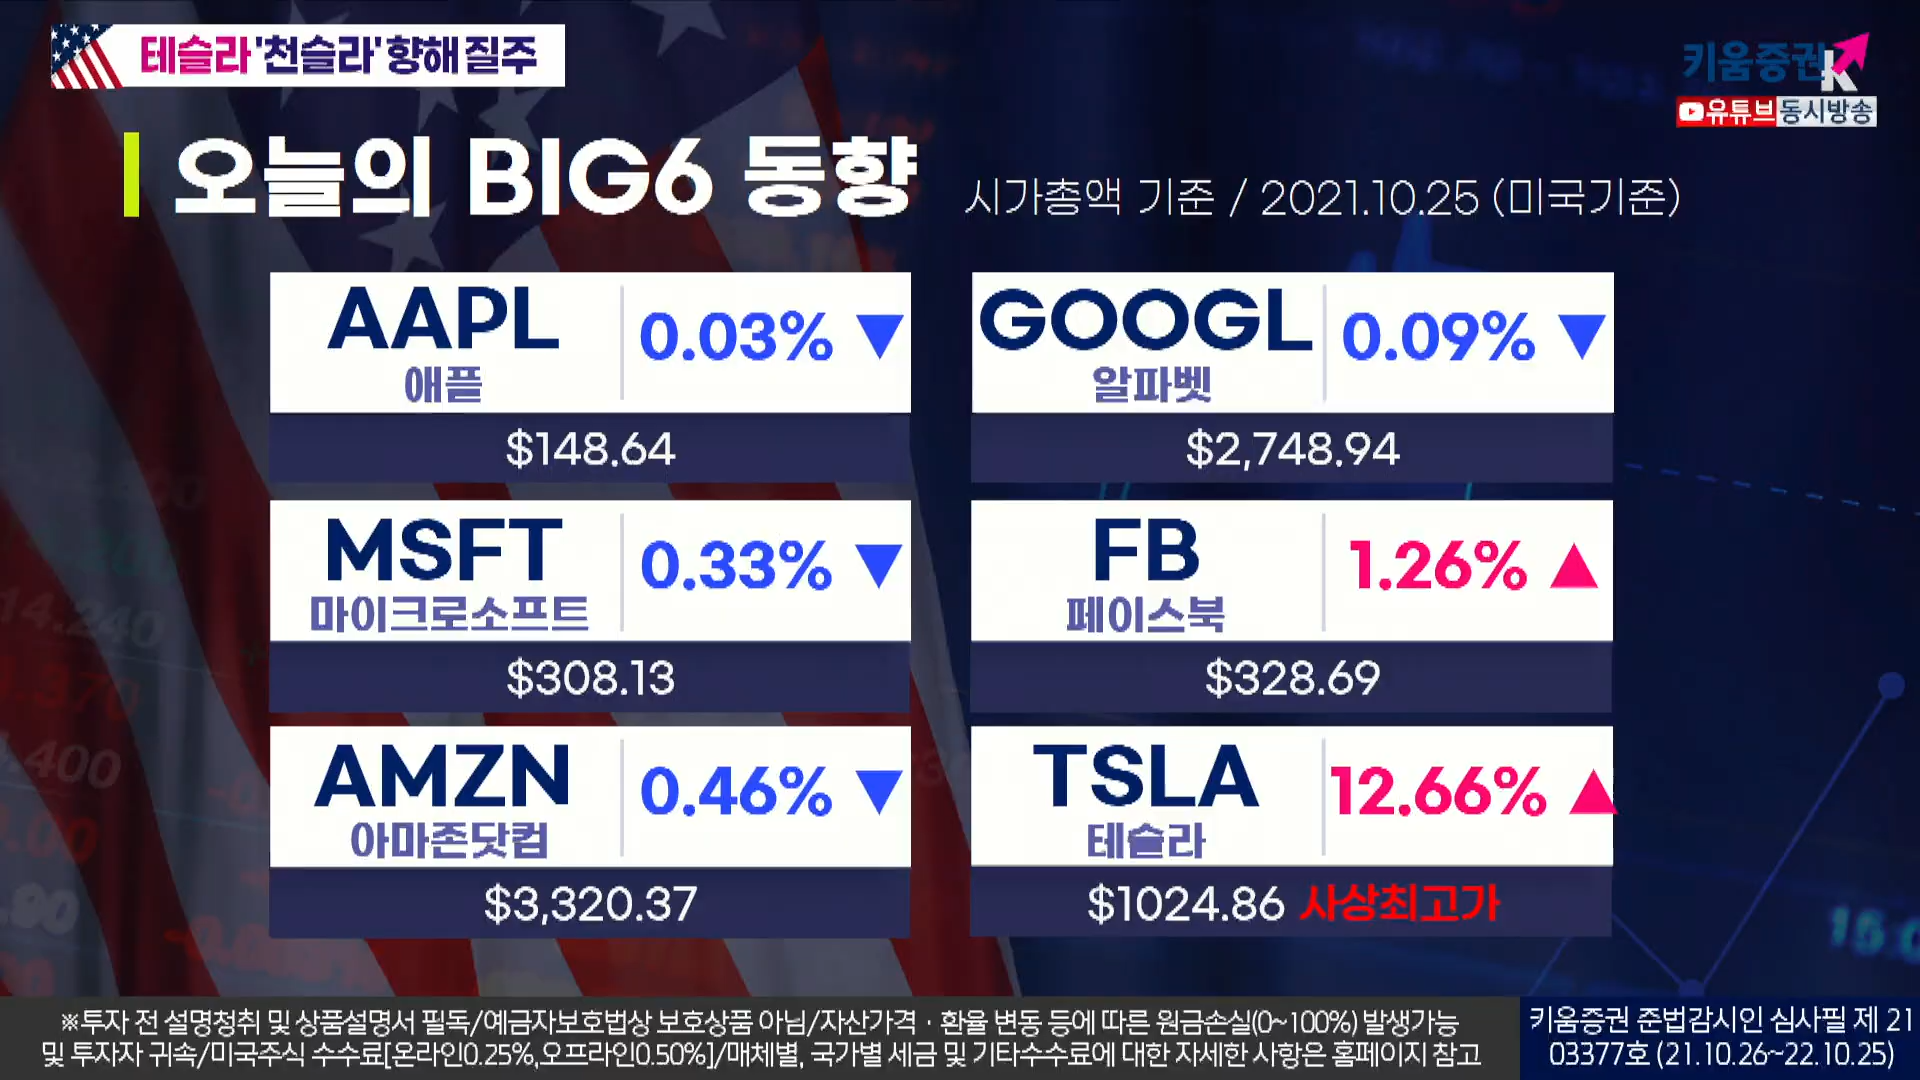 테슬라 '천슬라' 향해 질주
키움증권
유튜브 동시방송
오늘의 BIG6 동향 시가총액 기준 / 2021.10.25 (미국기준)
AAPL 0.03% ▼
애플
$148.64
GOOGL 0.09% ▼
알파벳
$2,748.94
MSFT 0.33% ▼
마이크로소프트
$308.13
FB 1.26% ▲
페이스북
$328.69
AMZN 0.46% ▼
아마존닷컴
$3,320.37
TSLA 12.66% ▲
테슬라
$1024.86 사상최고가
※투자 전 설명청취 및 상품설명서 필독/예금자보호법상 보호상품 아님/자산가격·환율 변동 등에 따른 원금손실(0~100%) 발생가능
및 투자자 귀속/미국주식 수수료[온라인0.25%,오프라인0.50%]/매체별, 국가별 세금 및 기타수수료에 대한 자세한 사항은 홈페이지 참고
키움증권 준법감시인 심사필 제 21
03377호 (21.10.26~22.10.25)